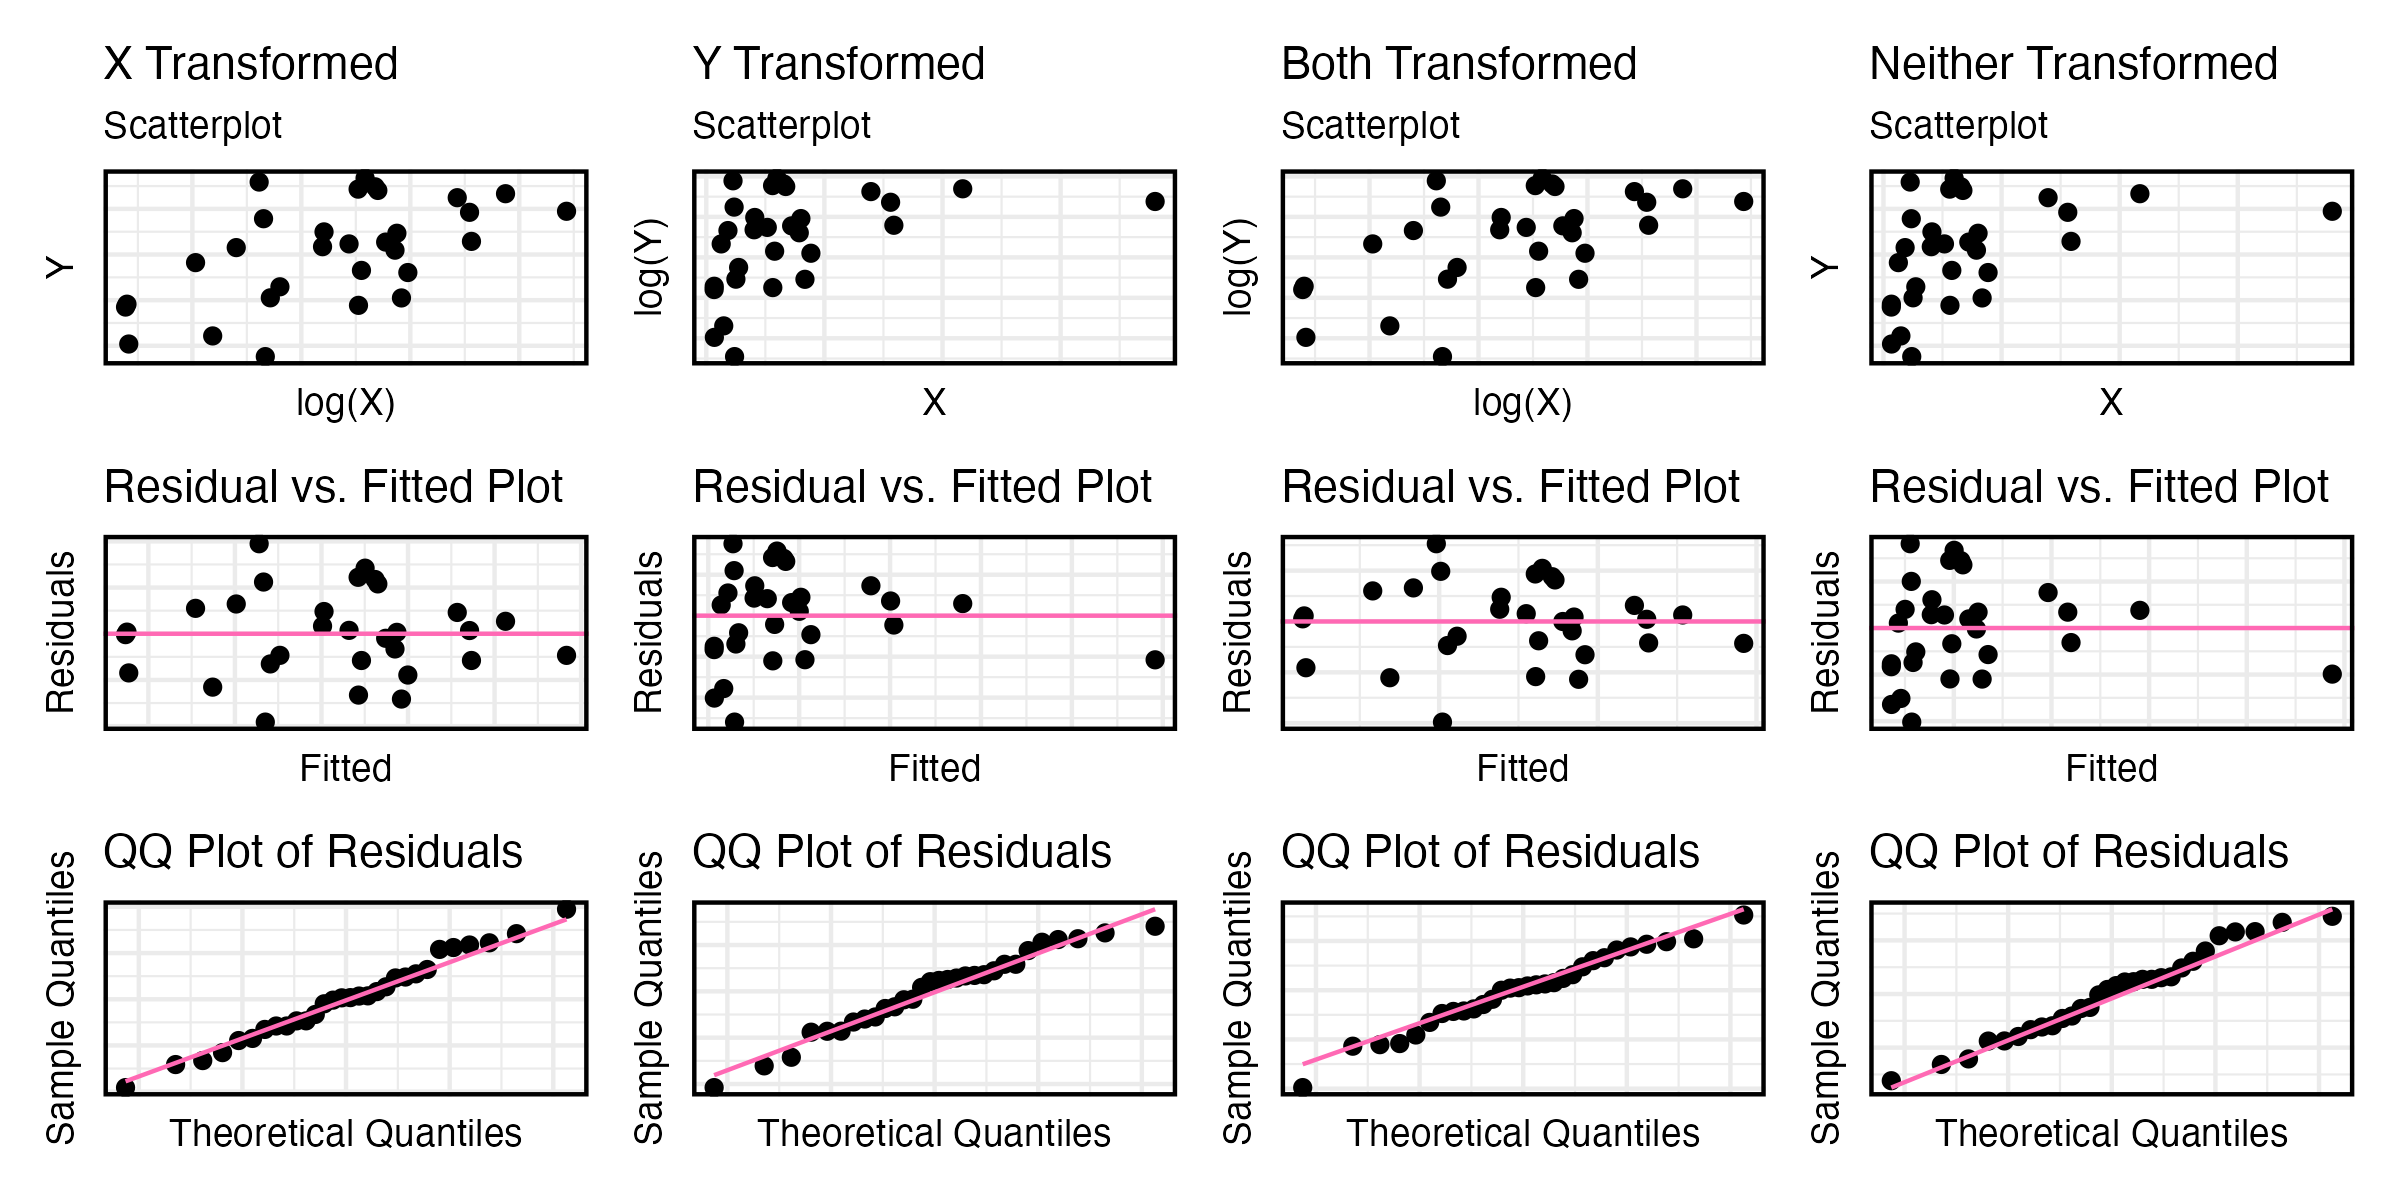 X Transformed
Scatterplot
Y
log(X)
Residual vs. Fitted Plot
Residuals
Fitted
QQ Plot of Residuals
Sample Quantiles
Theoretical Quantiles
Y Transformed
Scatterplot
log(Y)
X
Residual vs. Fitted Plot
Residuals
Fitted
QQ Plot of Residuals
Sample Quantiles
Theoretical Quantiles
Both Transformed
Scatterplot
log(Y)
log(X)
Residual vs. Fitted Plot
Residuals
Fitted
QQ Plot of Residuals
Sample Quantiles
Theoretical Quantiles
Neither Transformed
Scatterplot
Y
X
Residual vs. Fitted Plot
Residuals
Fitted
QQ Plot of Residuals
Sample Quantiles
Theoretical Quantiles